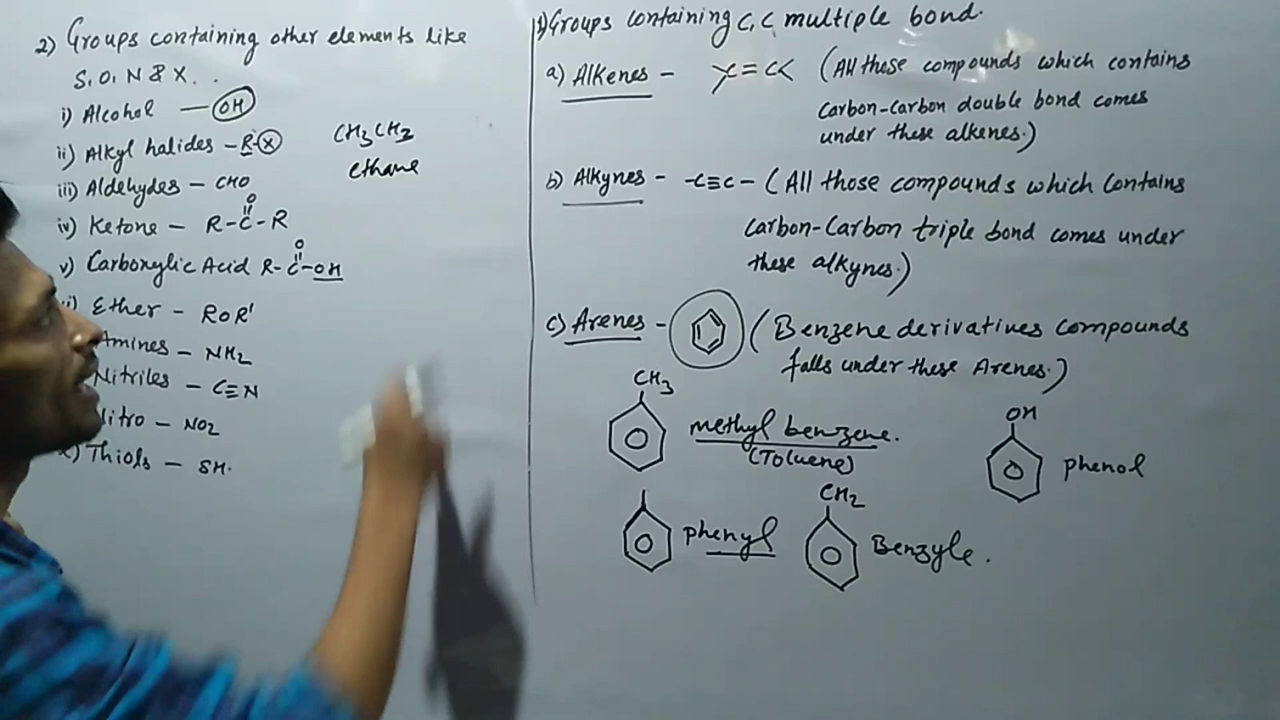 2) Groups containing other elements like
S, O, N & X.
i) Alcohol — OH
ii) Alkyl halides – R-X
iii) Aldehydes – CHO
iv) Ketone – R-C-R
O
v) Carboxylic Acid R-C-OH
O
vi) Ether – ROR'
Amines – NH2
Nitriles – C≡N
Nitro – NO2
x) Thiols – SH.
CH3CH2
ethane
1) Groups containing C, C multiple bond.
a) Alkenes – >C=C< (All those compounds which contains
carbon-carbon double bond comes
under these alkenes.)
b) Alkynes – -C≡C- (All those compounds which contains
carbon-carbon triple bond comes under
these alkynes.)
c) Arenes – (Benzene derivatives compounds
falls under these Arenes.)
CH3
methyl benzene.
(Toluene)
OH
phenol
phenyl
CH2
Benzyle.